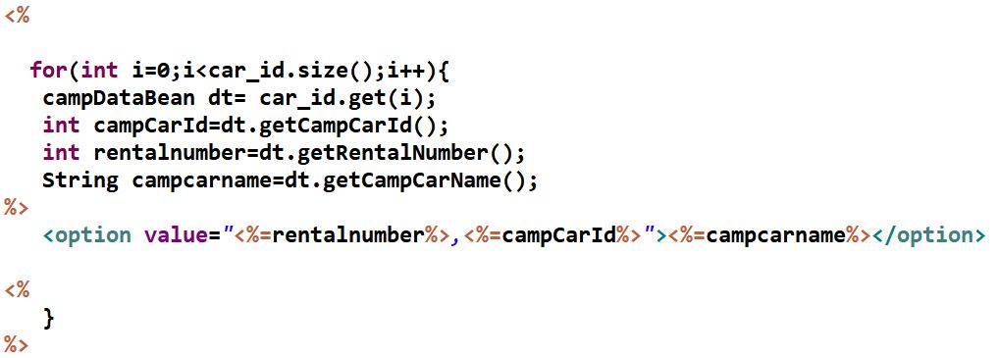 <%
for(int i=0;i<car_id.size();i++){
campDataBean dt= car_id.get(i);
int campCarId=dt.getCampCarId();
int rentalnumber=dt.getRentalNumber();
String campcarname=dt.getCampCarName();
%>
<option value="<%=rentalnumber%>,<%=campCarId%>"><%=campcarname%></option>
<%
}
%>